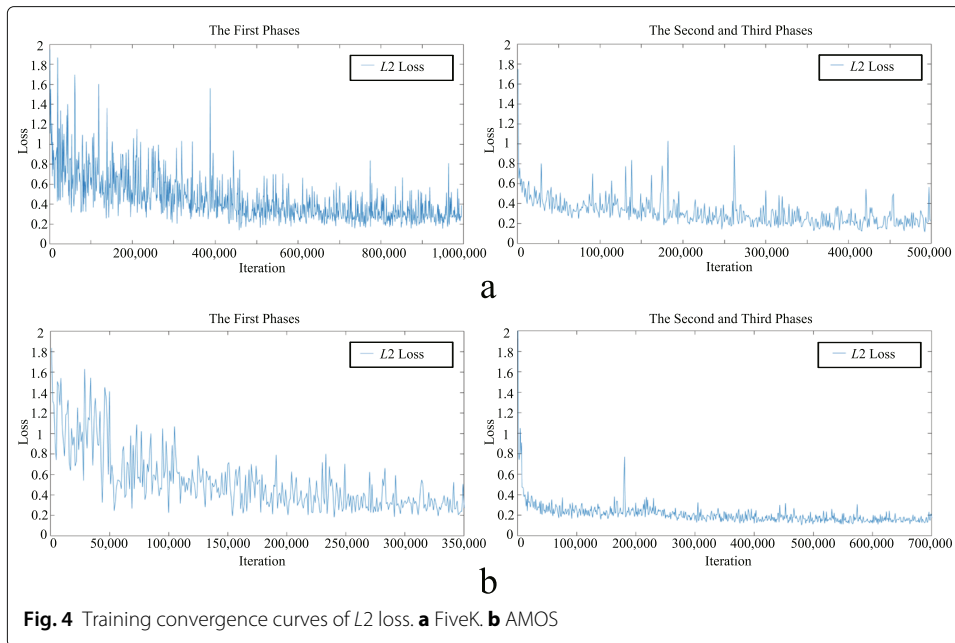 The First Phases
2
1.8
1.6
1.4
1.2
1
0.8
0.6
0.4
0.2
0
Loss
L2 Loss
0 200,000 400,000 600,000 800,000 1,000,000
Iteration
The Second and Third Phases
2
1.8
1.6
1.4
1.2
1
0.8
0.6
0.4
0.2
0
Loss
L2 Loss
0 100,000 200,000 300,000 400,000 500,000
Iteration
a
The First Phases
2
1.8
1.6
1.4
1.2
1
0.8
0.6
0.4
0.2
0
Loss
L2 Loss
0 50,000 100,000 150,000 200,000 250,000 300,000 350,000
Iteration
The Second and Third Phases
2
1.8
1.6
1.4
1.2
1
0.8
0.6
0.4
0.2
0
Loss
L2 Loss
0 100,000 200,000 300,000 400,000 500,000 600,000 700,000
Iteration
b
Fig. 4 Training convergence curves of L2 loss. a FiveK. b AMOS